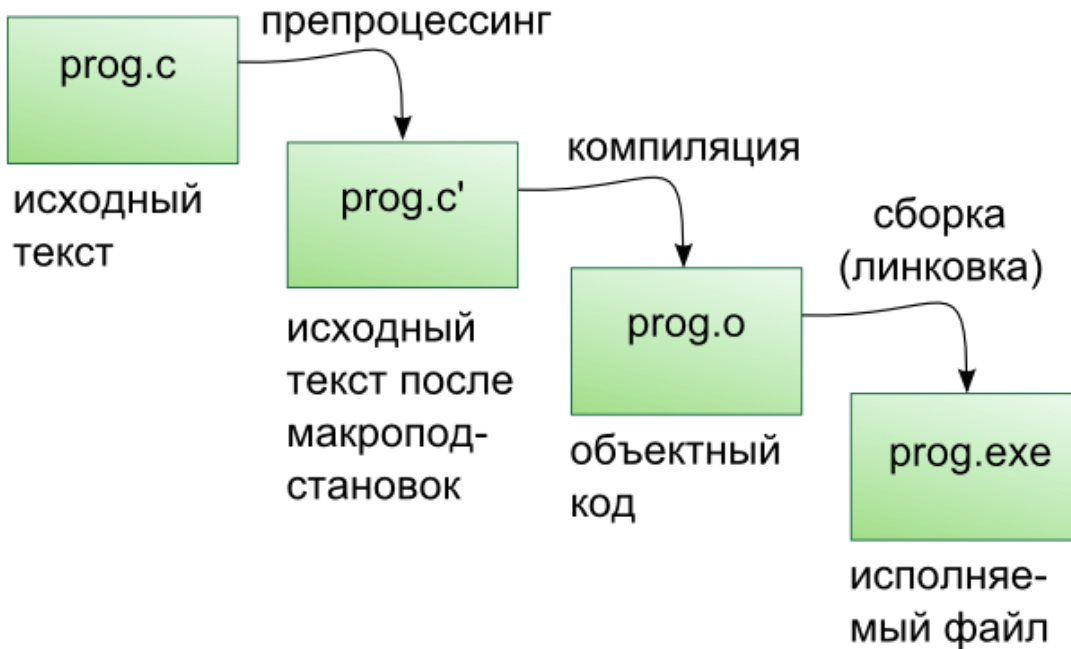 препроцессинг
prog.c
исходный
текст
компиляция
prog.c'
исходный
текст после
макропод-
становок
сборка
(линковка)
prog.o
объектный
код
prog.exe
исполняе-
мый файл